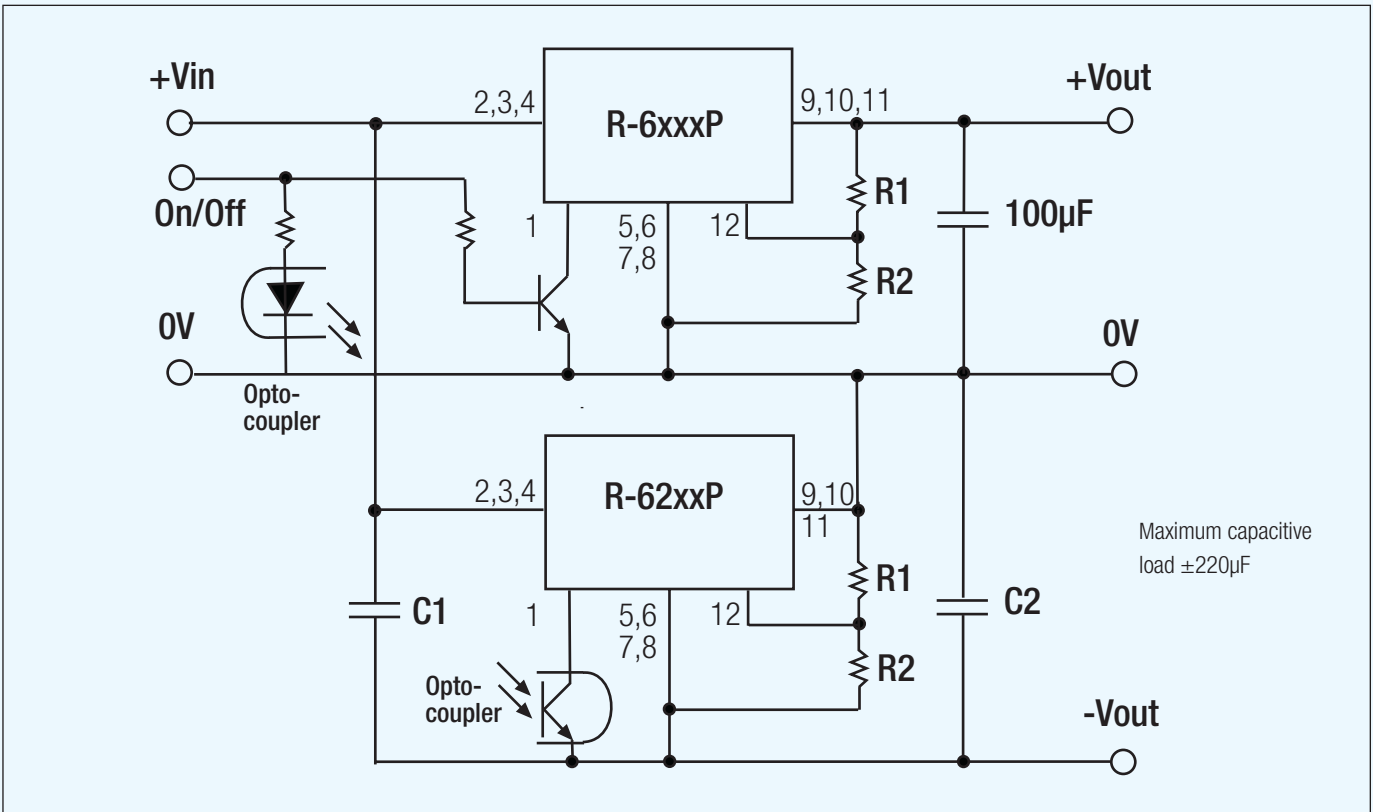 +Vin
2,3,4
R-6xxxP
9,10,11
+Vout
On/Off
1
5,6
7,8
12
R1
R2
100µF
0V
0V
Opto-
coupler
2,3,4
R-62xxP
9,10
11
Maximum capacitive
load ±220µF
C1
1
5,6
7,8
12
R1
R2
C2
Opto-
coupler
-Vout